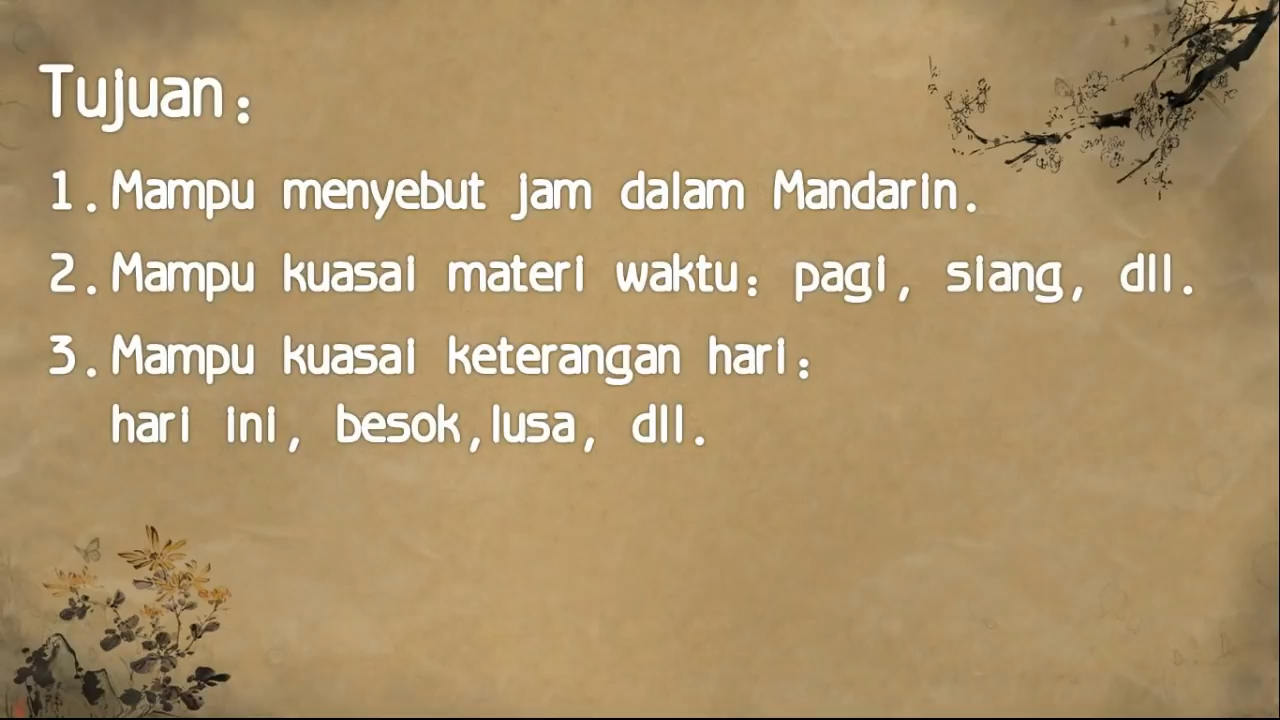 Tujuan:
1. Mampu menyebut jam dalam Mandarin.
2. Mampu kuasai materi waktu: pagi, siang, dll.
3. Mampu kuasai keterangan hari:
hari ini, besok,lusa, dll.